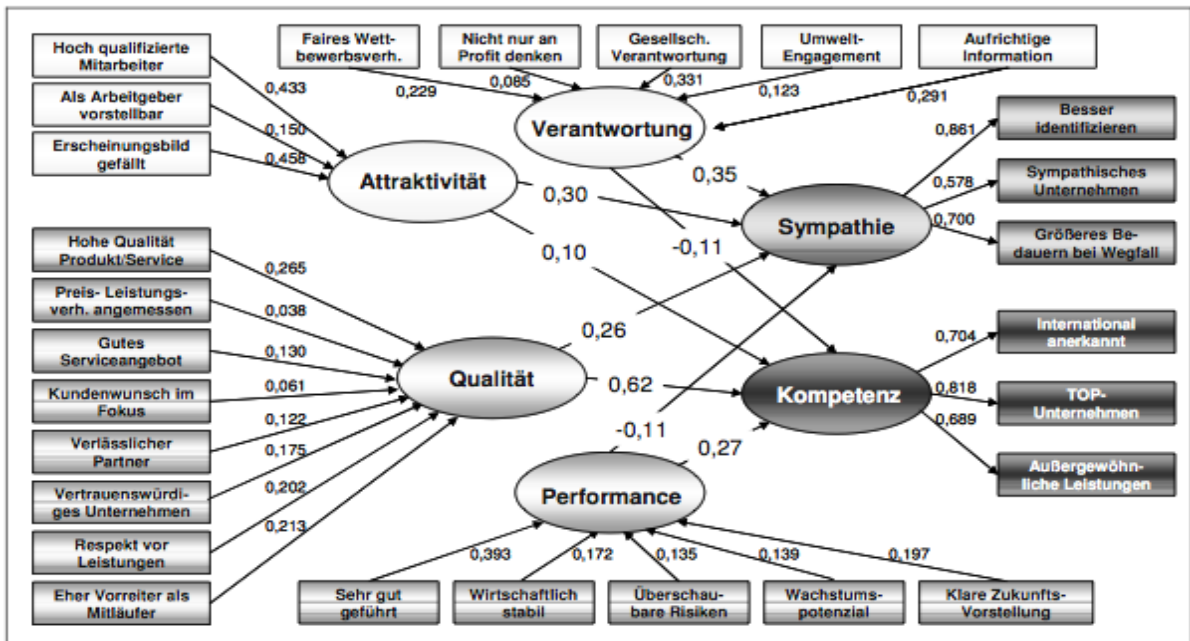 Hoch qualifizierte
Mitarbeiter
Als Arbeitgeber
vorstellbar
Erscheinungsbild
gefällt
0,433
0,150
0,458
Faires Wett-
bewerbsverh.
Nicht nur an
Profit denken
Gesellsch.
Verantwortung
Umwelt-
Engagement
Aufrichtige
Information
0,229
0,085
0,331
0,123
0,291
Verantwortung
Attraktivität
0,35
0,30
0,10
-0,11
Sympathie
0,861
0,578
0,700
Besser
identifizieren
Sympathisches
Unternehmen
Größeres Be-
dauern bei Wegfall
Hohe Qualität
Produkt/Service
Preis- Leistungs-
verh. angemessen
Gutes
Serviceangebot
Kundenwunsch im
Fokus
Verlässlicher
Partner
Vertrauenswürdi-
ges Unternehmen
Respekt vor
Leistungen
Eher Vorreiter als
Mitläufer
0,265
0,038
0,130
0,061
0,122
0,175
0,202
0,213
Qualität
0,26
0,62
-0,11
0,27
Kompetenz
0,704
0,818
0,689
International
anerkannt
TOP-
Unternehmen
Außergewöhn-
liche Leistungen
Performance
0,393
0,172
0,135
0,139
0,197
Sehr gut
geführt
Wirtschaftlich
stabil
Überschau-
bare Risiken
Wachstums-
potenzial
Klare Zukunfts-
Vorstellung